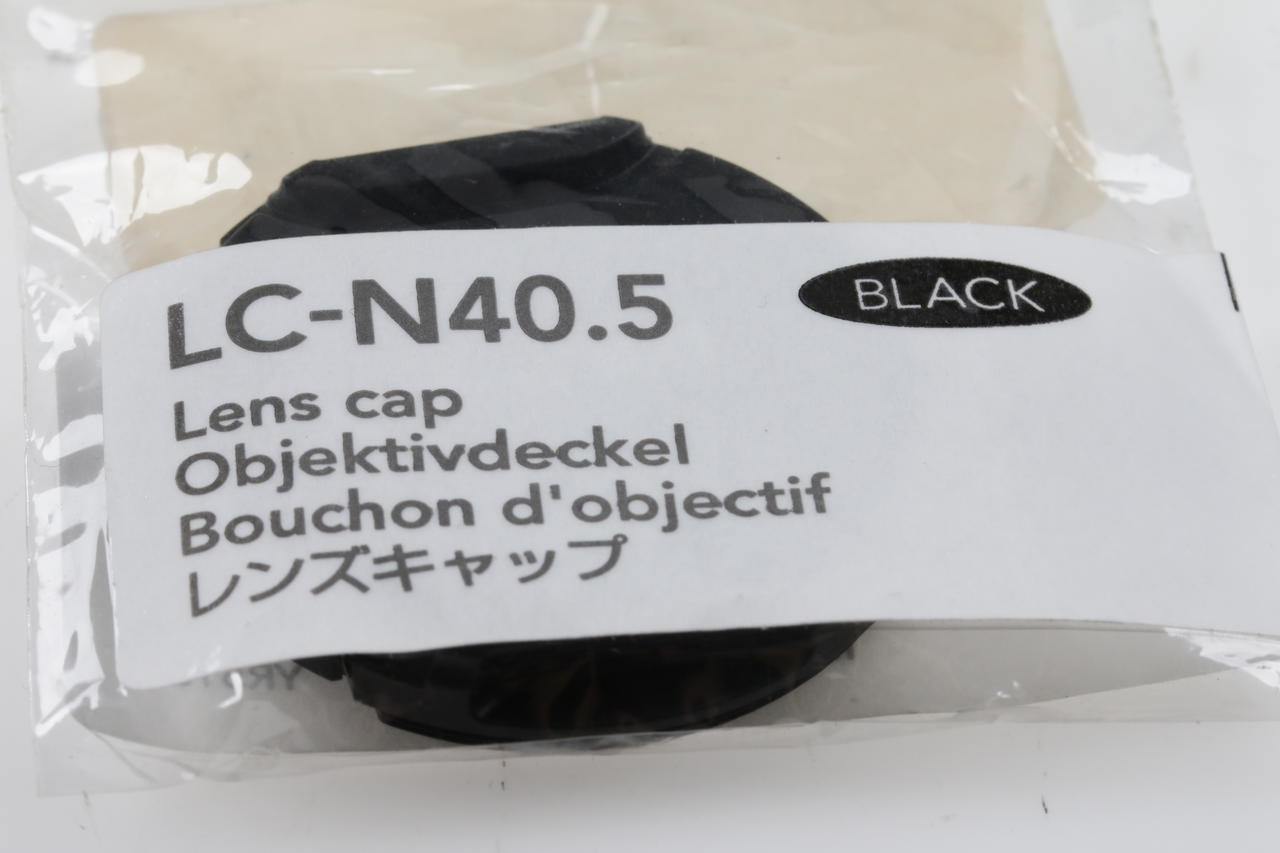 LC-N40.5
BLACK
Lens cap
Objektivdeckel
Bouchon d'objectif
レンズキャップ